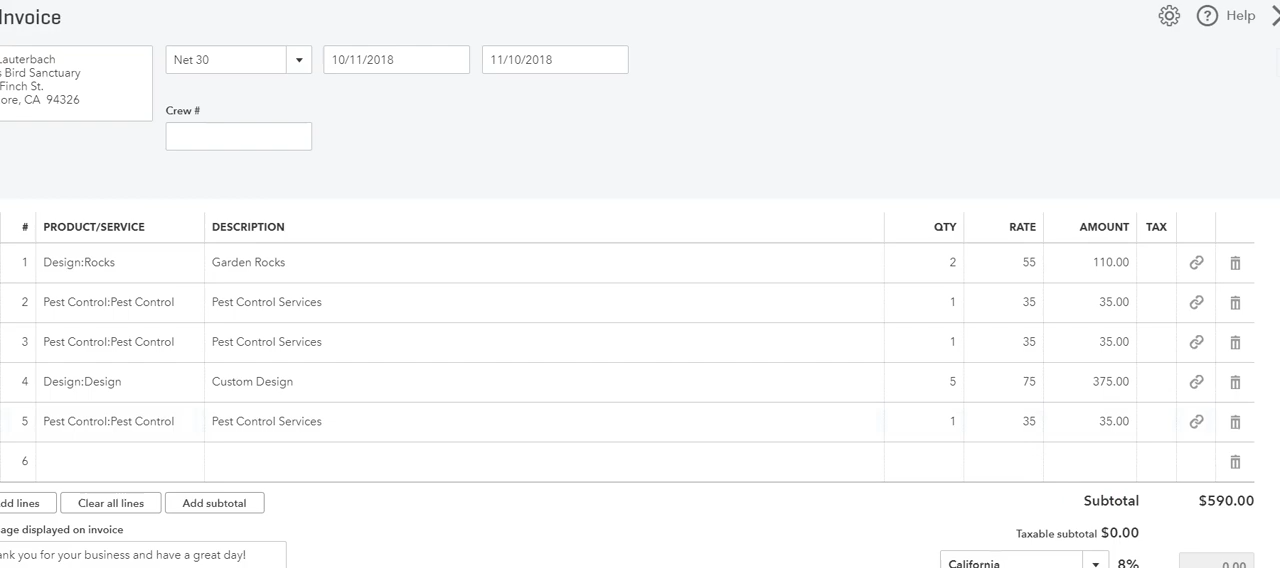 Invoice
Help
Lauterbach
Net 30
10/11/2018
11/10/2018
s Bird Sanctuary
Finch St.
ore, CA 94326
Crew #
# PRODUCT/SERVICE DESCRIPTION QTY RATE AMOUNT TAX
1 Design:Rocks Garden Rocks 2 55 110.00
2 Pest Control:Pest Control Pest Control Services 1 35 35.00
3 Pest Control:Pest Control Pest Control Services 1 35 35.00
4 Design:Design Custom Design 5 75 375.00
5 Pest Control:Pest Control Pest Control Services 1 35 35.00
6
dd lines Clear all lines Add subtotal
Subtotal $590.00
age displayed on invoice
Taxable subtotal $0.00
ank you for your business and have a great day!
California 8% 0.00